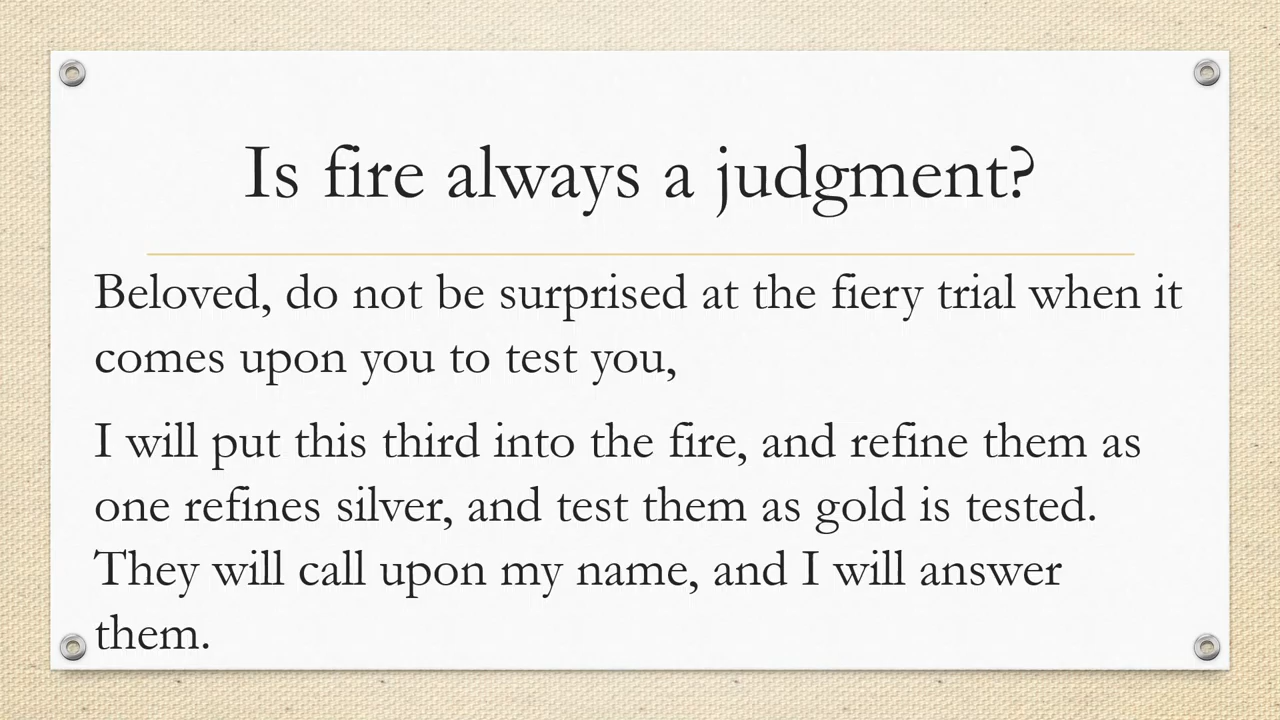 Is fire always a judgment?
Beloved, do not be surprised at the fiery trial when it
comes upon you to test you,
I will put this third into the fire, and refine them as
one refines silver, and test them as gold is tested.
They will call upon my name, and I will answer
them.